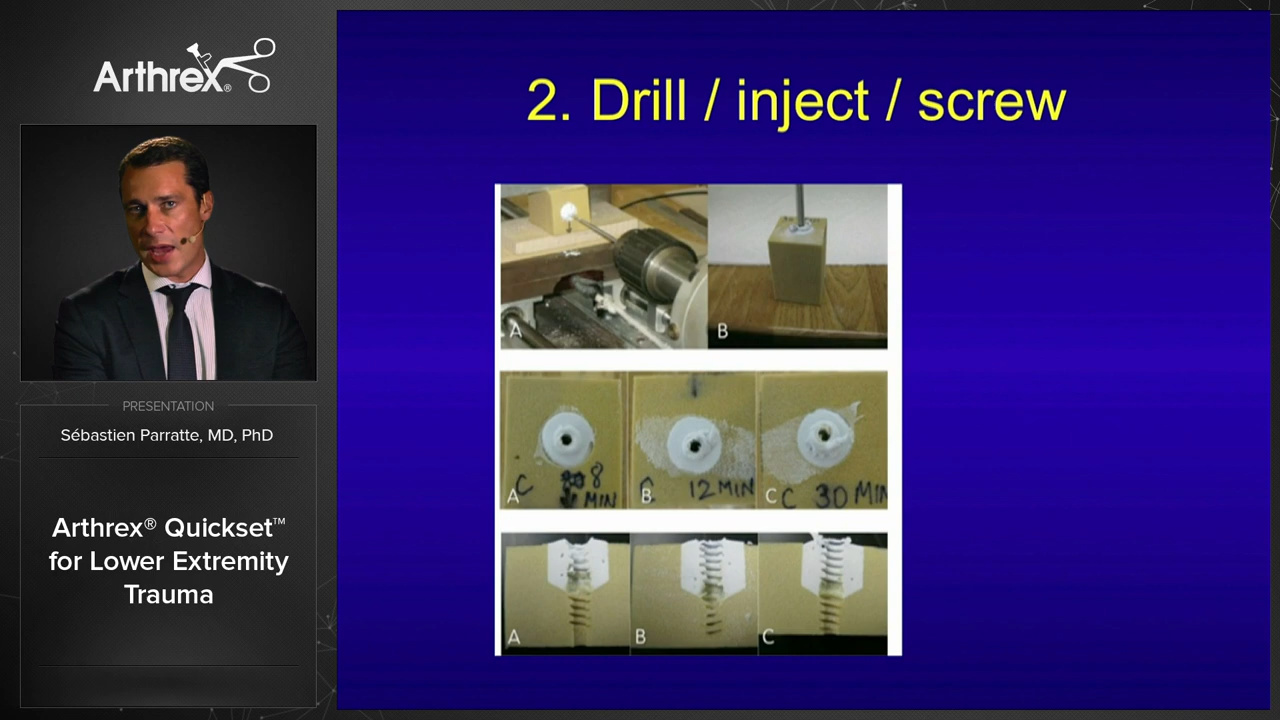 Arthrex®
PRESENTATION
Sébastien Parratte, MD, PhD
Arthrex® Quickset™
for Lower Extremity
Trauma
2. Drill / inject / screw
A
B
A
C
8
MIN
B
C
12 MIN
C
C 30 MIN
A
B
C